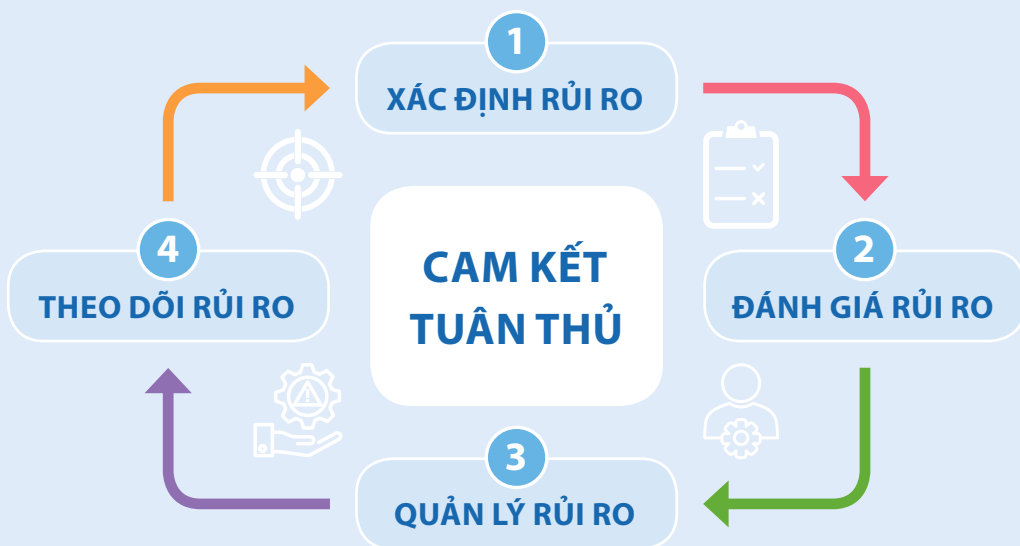 1
XÁC ĐỊNH RỦI RO
2
ĐÁNH GIÁ RỦI RO
3
QUẢN LÝ RỦI RO
4
THEO DÕI RỦI RO
CAM KẾT
TUÂN THỦ